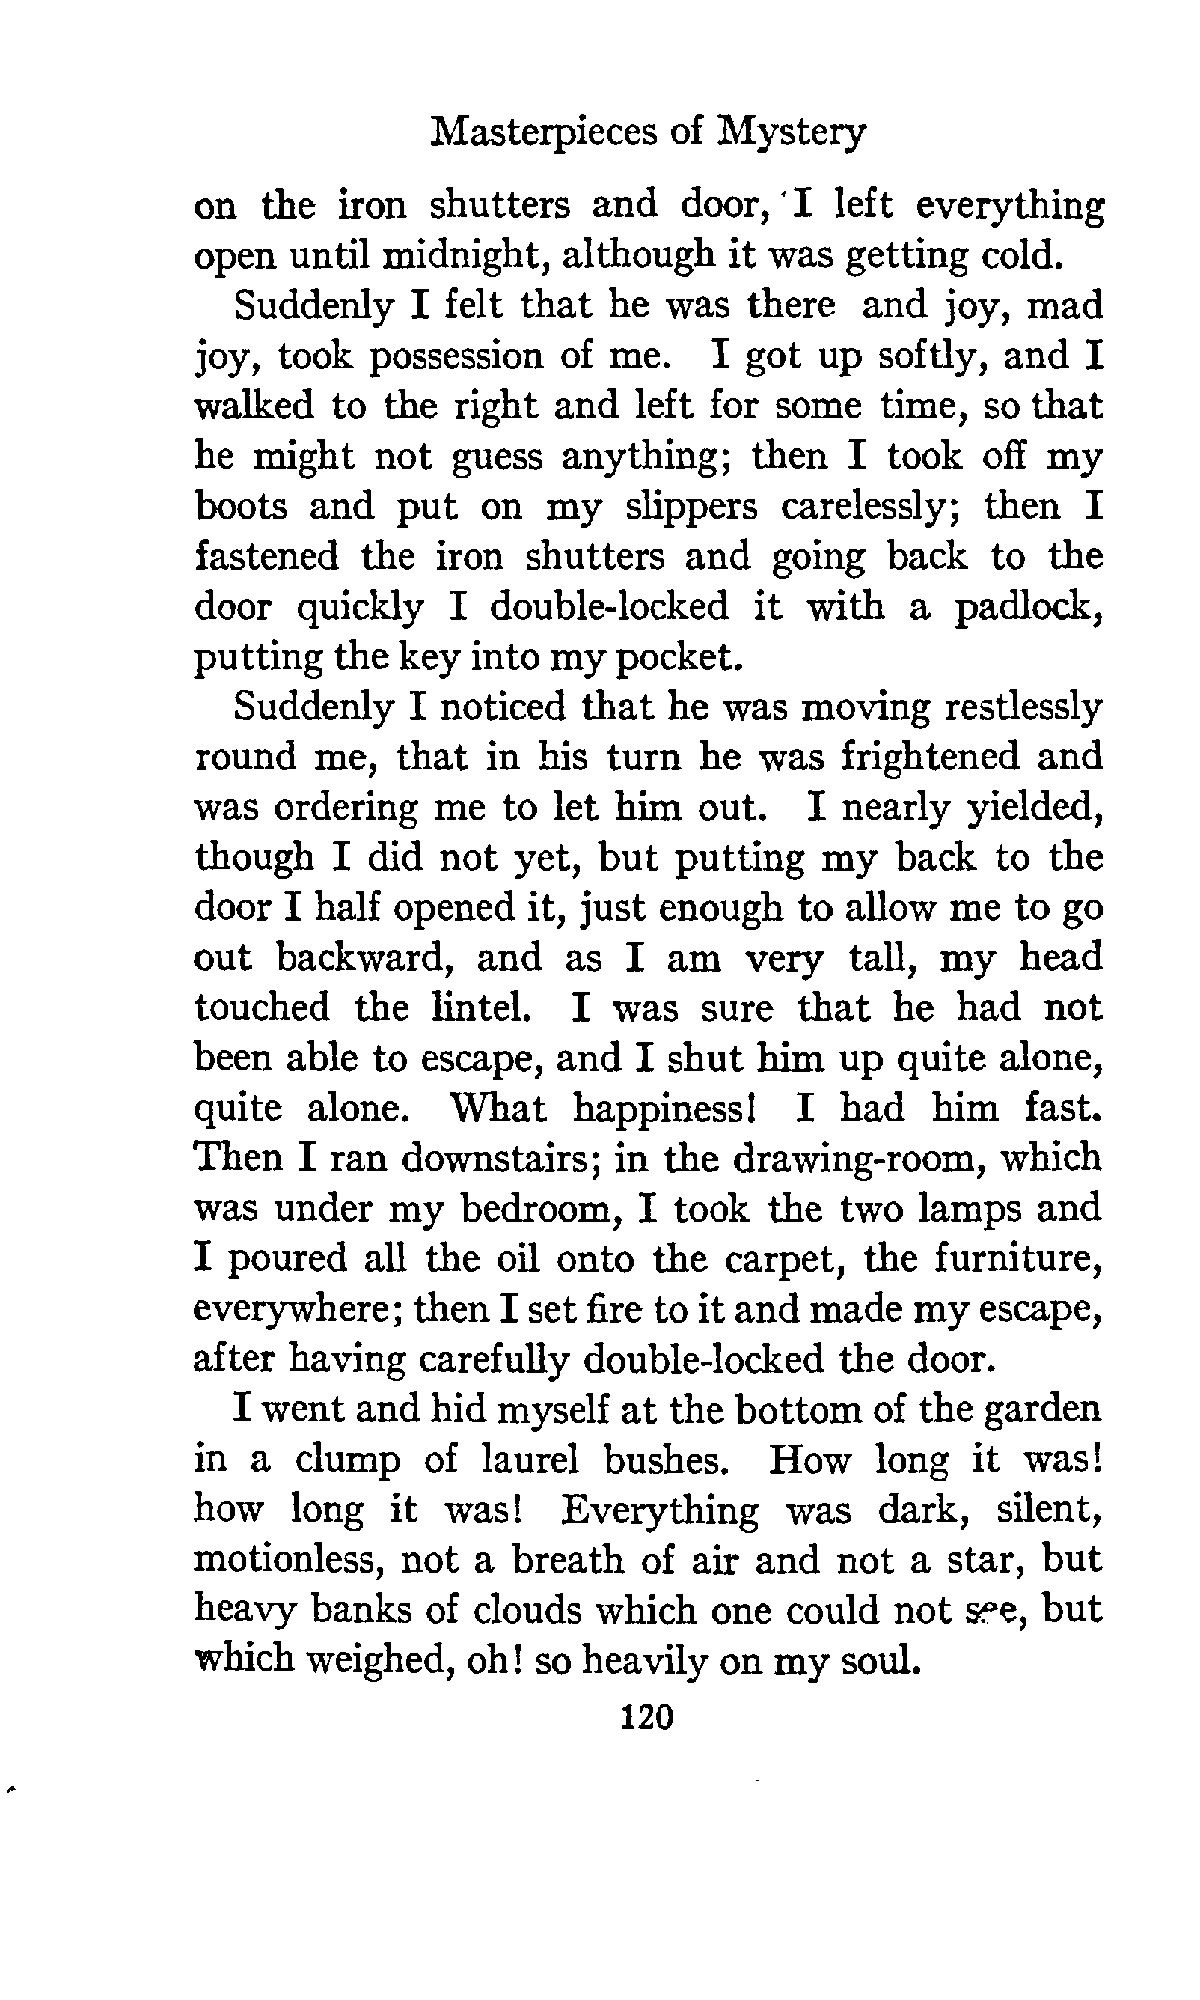 Masterpieces of Mystery
on the iron shutters and door, I left everything
open until midnight, although it was getting cold.
Suddenly I felt that he was there and joy, mad
joy, took possession of me. I got up softly, and I
walked to the right and left for some time, so that
he might not guess anything; then I took off my
boots and put on my slippers carelessly; then I
fastened the iron shutters and going back to the
door quickly I double-locked it with a padlock,
putting the key into my pocket.
Suddenly I noticed that he was moving restlessly
round me, that in his turn he was frightened and
was ordering me to let him out. I nearly yielded,
though I did not yet, but putting my back to the
door I half opened it, just enough to allow me to go
out backward, and as I am very tall, my head
touched the lintel. I was sure that he had not
been able to escape, and I shut him up quite alone,
quite alone. What happiness! I had him fast.
Then I ran downstairs; in the drawing-room, which
was under my bedroom, I took the two lamps and
I poured all the oil onto the carpet, the furniture,
everywhere; then I set fire to it and made my escape,
after having carefully double-locked the door.
I went and hid myself at the bottom of the garden
in a clump of laurel bushes. How long it was!
how long it was! Everything was dark, silent,
motionless, not a breath of air and not a star, but
heavy banks of clouds which one could not see, but
which weighed, oh! so heavily on my soul.
120